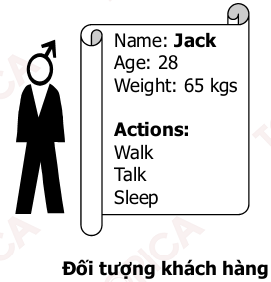 Name: Jack
Age: 28
Weight: 65 kgs
Actions:
Walk
Talk
Sleep
Đối tượng khách hàng